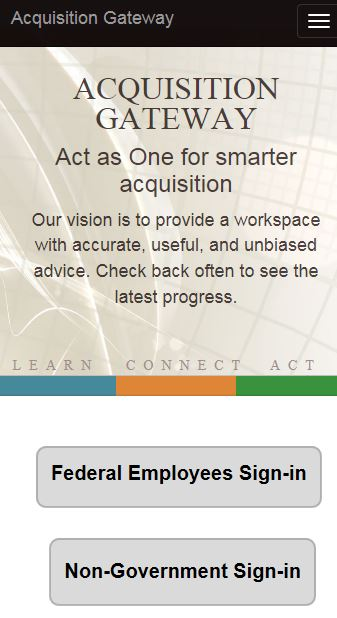 Acquisition Gateway
ACQUISITION
GATEWAY
Act as One for smarter
acquisition
Our vision is to provide a workspace
with accurate, useful, and unbiased
advice. Check back often to see the
latest progress.
LEARN CONNECT ACT
Federal Employees Sign-in
Non-Government Sign-in